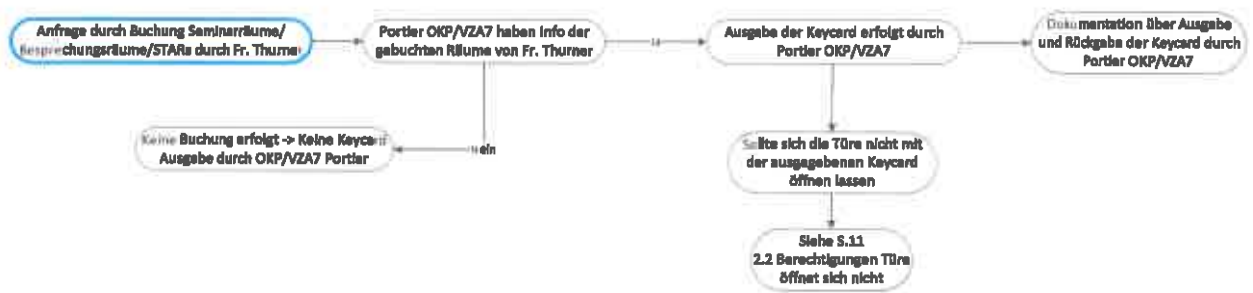 Anfrage durch Buchung Seminarräume/
Besprechungsräume/STARs durch Fr. Thurner
Portier OKP/VZA7 haben Info der
gebuchten Räume von Fr. Thurner
Ja
Ausgabe der Keycard erfolgt durch
Portier OKP/VZA7
Dokumentation über Ausgabe
und Rückgabe der Keycard durch
Portier OKP/VZA7
Keine Buchung erfolgt -> Keine Keycard
Ausgabe durch OKP/VZA7 Portier
Nein
Sollte sich die Türe nicht mit
der ausgegebenen Keycard
öffnen lassen
Siehe S.11
2.2 Berechtigungen Türe
öffnet sich nicht